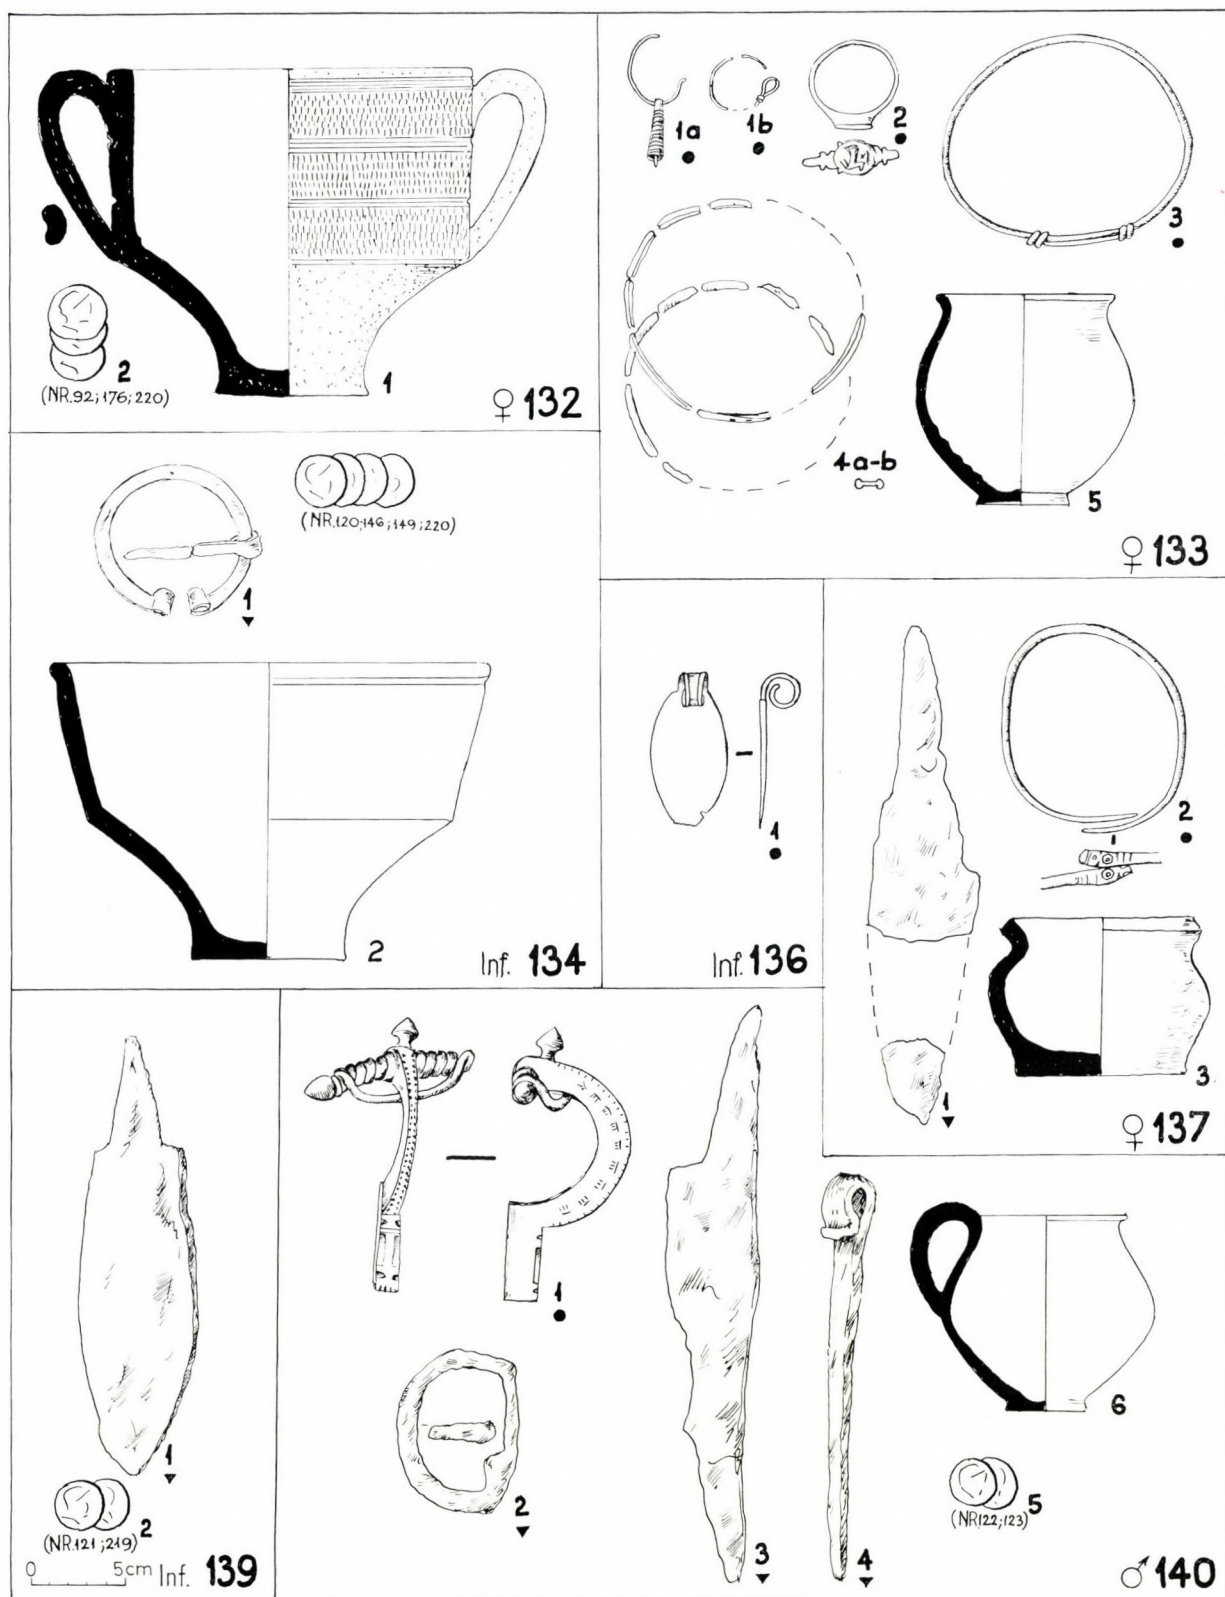 2
(NR.92;176;220)
1
♀132
1a
1b
2
3
4a-b
5
♀133
(NR.120;146;149;220)
1
2
Inf. 134
1
Inf. 136
2
3
1
♀137
1
2
(NR.121;219)
0 5cm
Inf. 139
1
2
3
4
6
5
(NR.122;123)
♂140